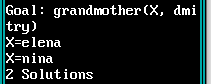 Goal: grandmother(X, dmi
try)
X=elena
X=nina
2 Solutions